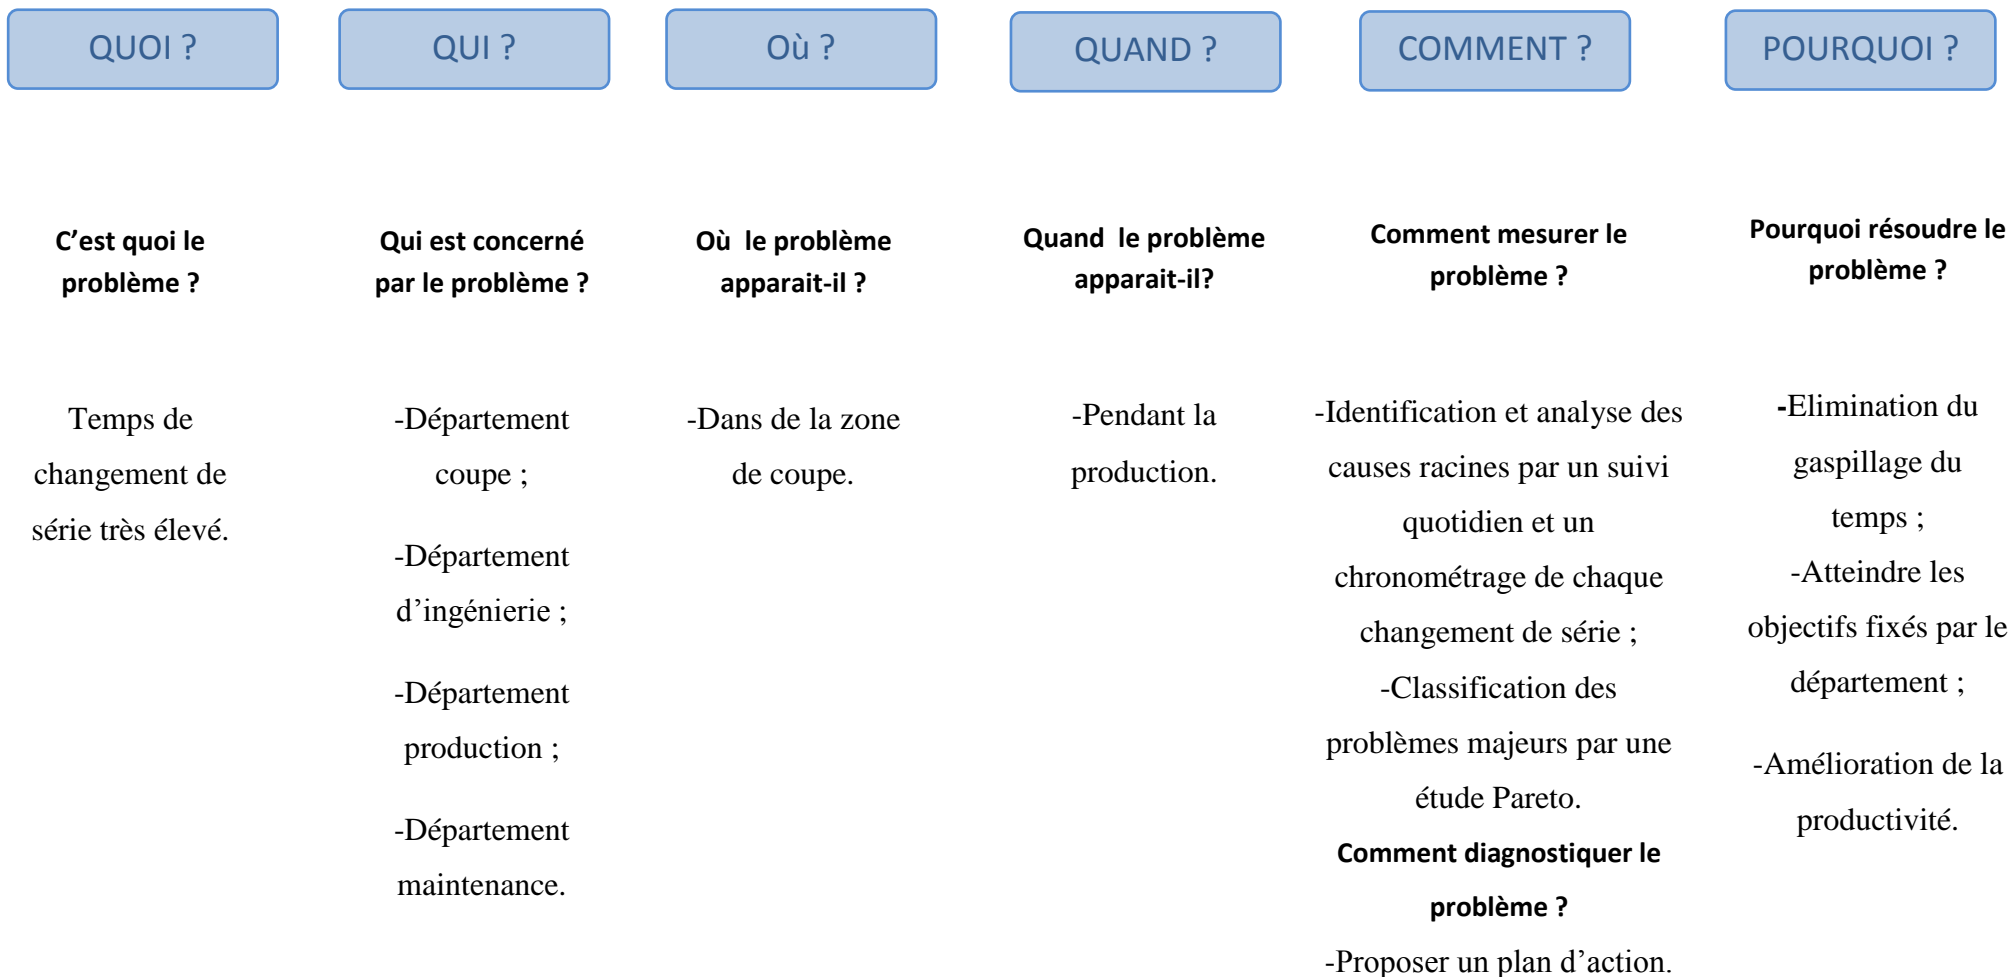 QUOI ?
QUI ?
Où ?
QUAND ?
COMMENT ?
POURQUOI ?
C’est quoi le
problème ?
Qui est concerné
par le problème ?
Où  le problème
apparait-il ?
Quand  le problème
apparait-il?
Comment mesurer le
problème ?
Pourquoi résoudre le
problème ?
Temps de
changement de
série très élevé.
-Département
coupe ;
-Département
d’ingénierie ;
-Département
production ;
-Département
maintenance.
-Dans de la zone
de coupe.
-Pendant la
production.
-Identification et analyse des
causes racines par un suivi
quotidien et un
chronométrage de chaque
changement de série ;
-Classification des
problèmes majeurs par une
étude Pareto.
Comment diagnostiquer le
problème ?
-Proposer un plan d’action.
-Elimination du
gaspillage du
temps ;
-Atteindre les
objectifs fixés par le
département ;
-Amélioration de la
productivité.